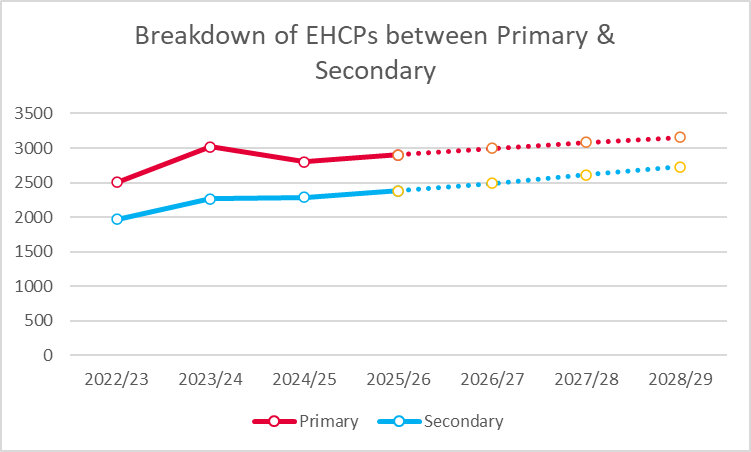 Breakdown of EHCPs between Primary &
Secondary
3500
3000
2500
2000
1500
1000
500
0
2022/23 2023/24 2024/25 2025/26 2026/27 2027/28 2028/29
Primary Secondary